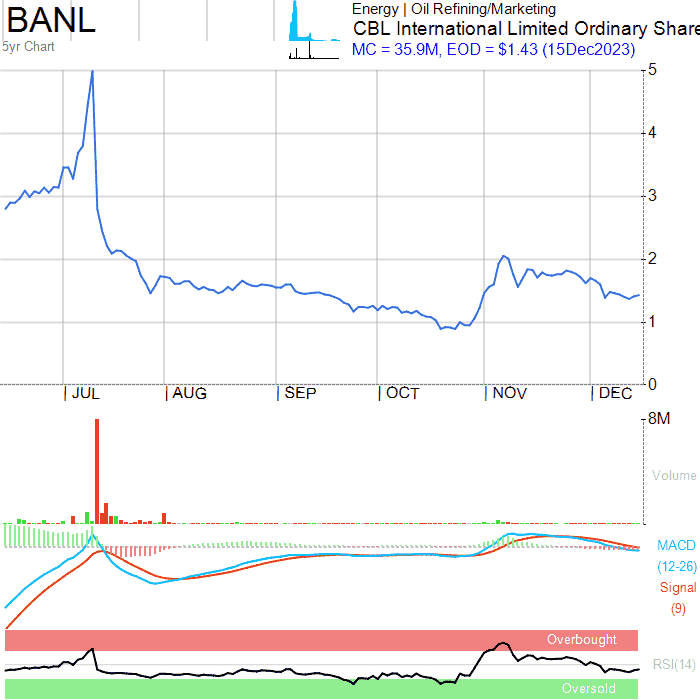 BANL
5yr Chart
Energy | Oil Refining/Marketing
CBL International Limited Ordinary Share
MC = 35.9M, EOD = $1.43 (15Dec2023)
5
4
3
2
1
0
JUL AUG SEP OCT NOV DEC
8M
Volume
MACD
(12-26)
Signal
(9)
Overbought
RSI(14)
Oversold